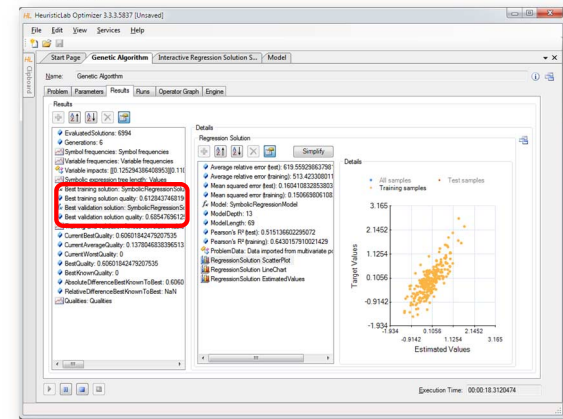 HeuristicLab Optimizer 3.3.3.5837 [Unsaved]
File Edit View Services Help
Start Page Genetic Algorithm Interactive Regression Solution S... Model
Clipboard
Name: Genetic Algorithm
Problem Parameters Results Runs Operator Graph Engine
Results
EvaluatedSolutions: 6994
Generations: 6
Symbol frequencies: Symbol frequencies
Variable frequencies: Variable frequencies
Variable impacts: [[0.125294386408953][0.11
Symbolic expression tree length: Values
Best training solution: SymbolicRegressionSolu
Best training solution quality: 0.612843746819
Best validation solution: SymbolicRegressionSo
Best validation solution quality: 0.68547696129
CurrentBestQuality: 0.60601842479207535
CurrentAverageQuality: 0.1378046838396513
CurrentWorstQuality: 0
BestQuality: 0.60601842479207535
BestKnownQuality: 0
AbsoluteDifferenceBestKnownToBest: 0.6060
RelativeDifferenceBestKnownToBest: NaN
Qualities: Qualities
Details
Regression Solution
Simplify
Average relative error (test): 619.55929863798
Average relative error (training): 513.423308011
Mean squared error (test): 0.160410832853803
Mean squared error (training): 0.150669806108
Model: SymbolicRegressionModel
ModelDepth: 13
ModelLength: 69
Pearson's R² (test): 0.515136602295072
Pearson's R² (training): 0.6430157910021429
ProblemData: Data imported from multivariate po
RegressionSolution ScatterPlot
RegressionSolution LineChart
RegressionSolution EstimatedValues
Details
All samples Test samples
Training samples
3.165
2.1452
1.1254
0.1056
-0.9142
-1.934
Target Values
-1.934 0.1056 2.1452
-0.9142 1.1254 3.165
Estimated Values
Execution Time: 00:00:18.3120474